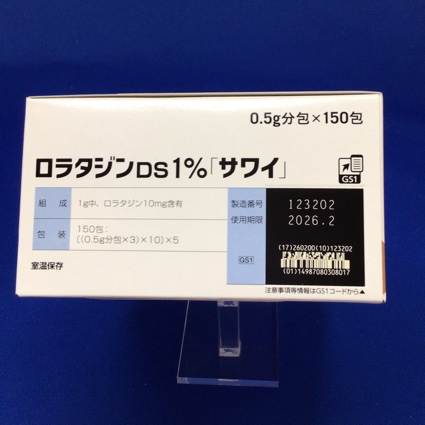 0.5g分包×150包
ロラタジンDS1%「サワイ」
GS1
組成
1g中、ロラタジン10mg含有
包装
150包:
[{(0.5g分包×3)×10}]×5
製造番号
123202
使用期限
2026.2
GS1
(17)260200(10)123202
(01)14987080308017
室温保存
注意事項等情報はGS1コードから▲